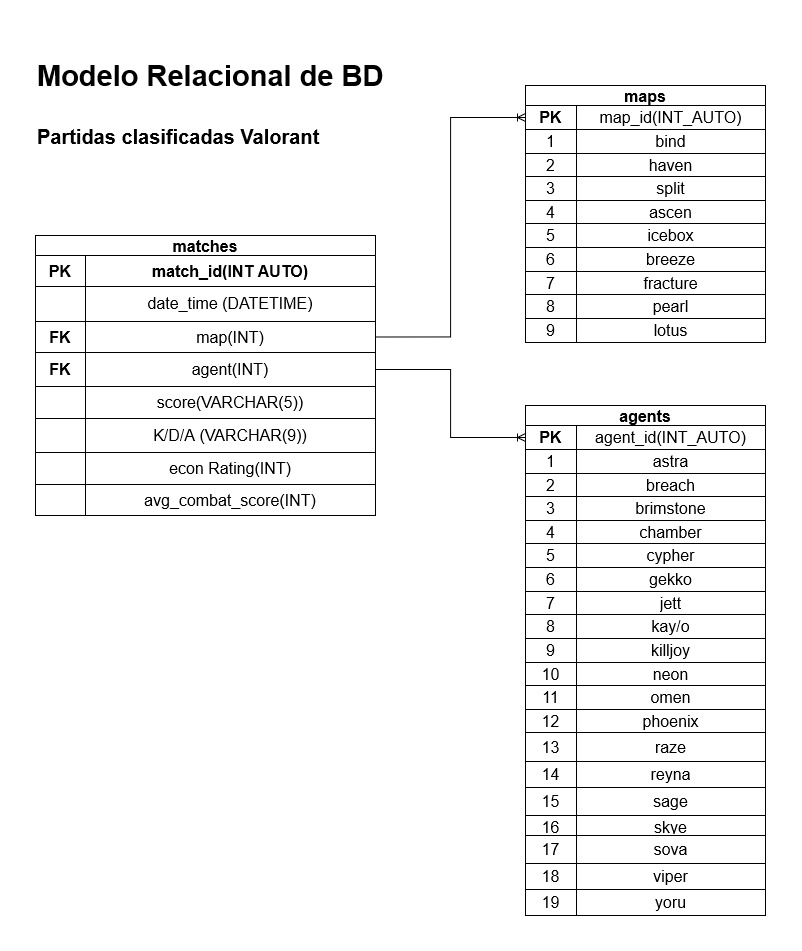 Modelo Relacional de BD
Partidas clasificadas Valorant
matches
PK match_id(INT AUTO)
date_time (DATETIME)
FK map(INT)
FK agent(INT)
score(VARCHAR(5))
K/D/A (VARCHAR(9))
econ Rating(INT)
avg_combat_score(INT)
maps
PK map_id(INT_AUTO)
1 bind
2 haven
3 split
4 ascen
5 icebox
6 breeze
7 fracture
8 pearl
9 lotus
agents
PK agent_id(INT_AUTO)
1 astra
2 breach
3 brimstone
4 chamber
5 cypher
6 gekko
7 jett
8 kay/o
9 killjoy
10 neon
11 omen
12 phoenix
13 raze
14 reyna
15 sage
16 skye
17 sova
18 viper
19 yoru